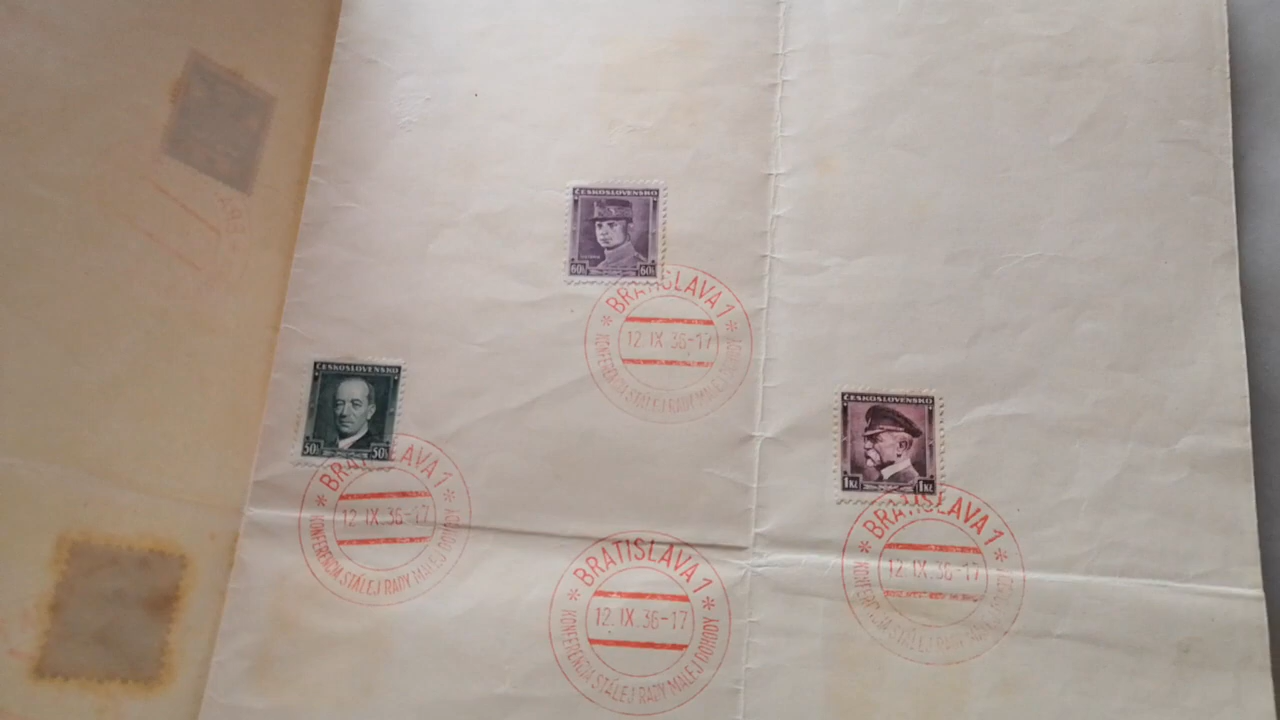 ČESKOSLOVENSKO
60h 60h
BRATISLAVA 1
12.IX.36-17
KONFERENCIA STÁLEJ RADY MALEJ DOHODY
ČESKOSLOVENSKO
50h 50h
BRATISLAVA 1
12.IX.36-17
KONFERENCIA STÁLEJ RADY MALEJ DOHODY
ČESKOSLOVENSKO
1Kč 1Kč
BRATISLAVA 1
12.IX.36-17
KONFERENCIA STÁLEJ RADY MALEJ DOHODY
BRATISLAVA 1
12.IX.36-17
KONFERENCIA STÁLEJ RADY MALEJ DOHODY